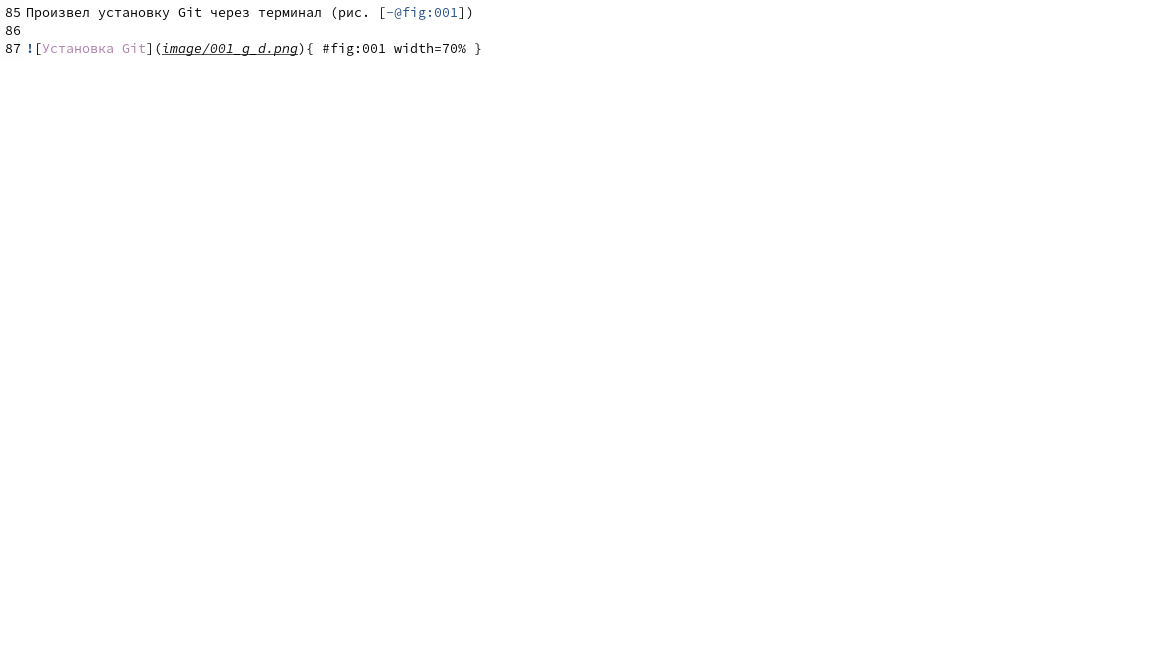 85 Произвел установку Git через терминал (рис. [-@fig:001])
86
87 ![Установка Git](image/001_g_d.png){ #fig:001 width=70% }